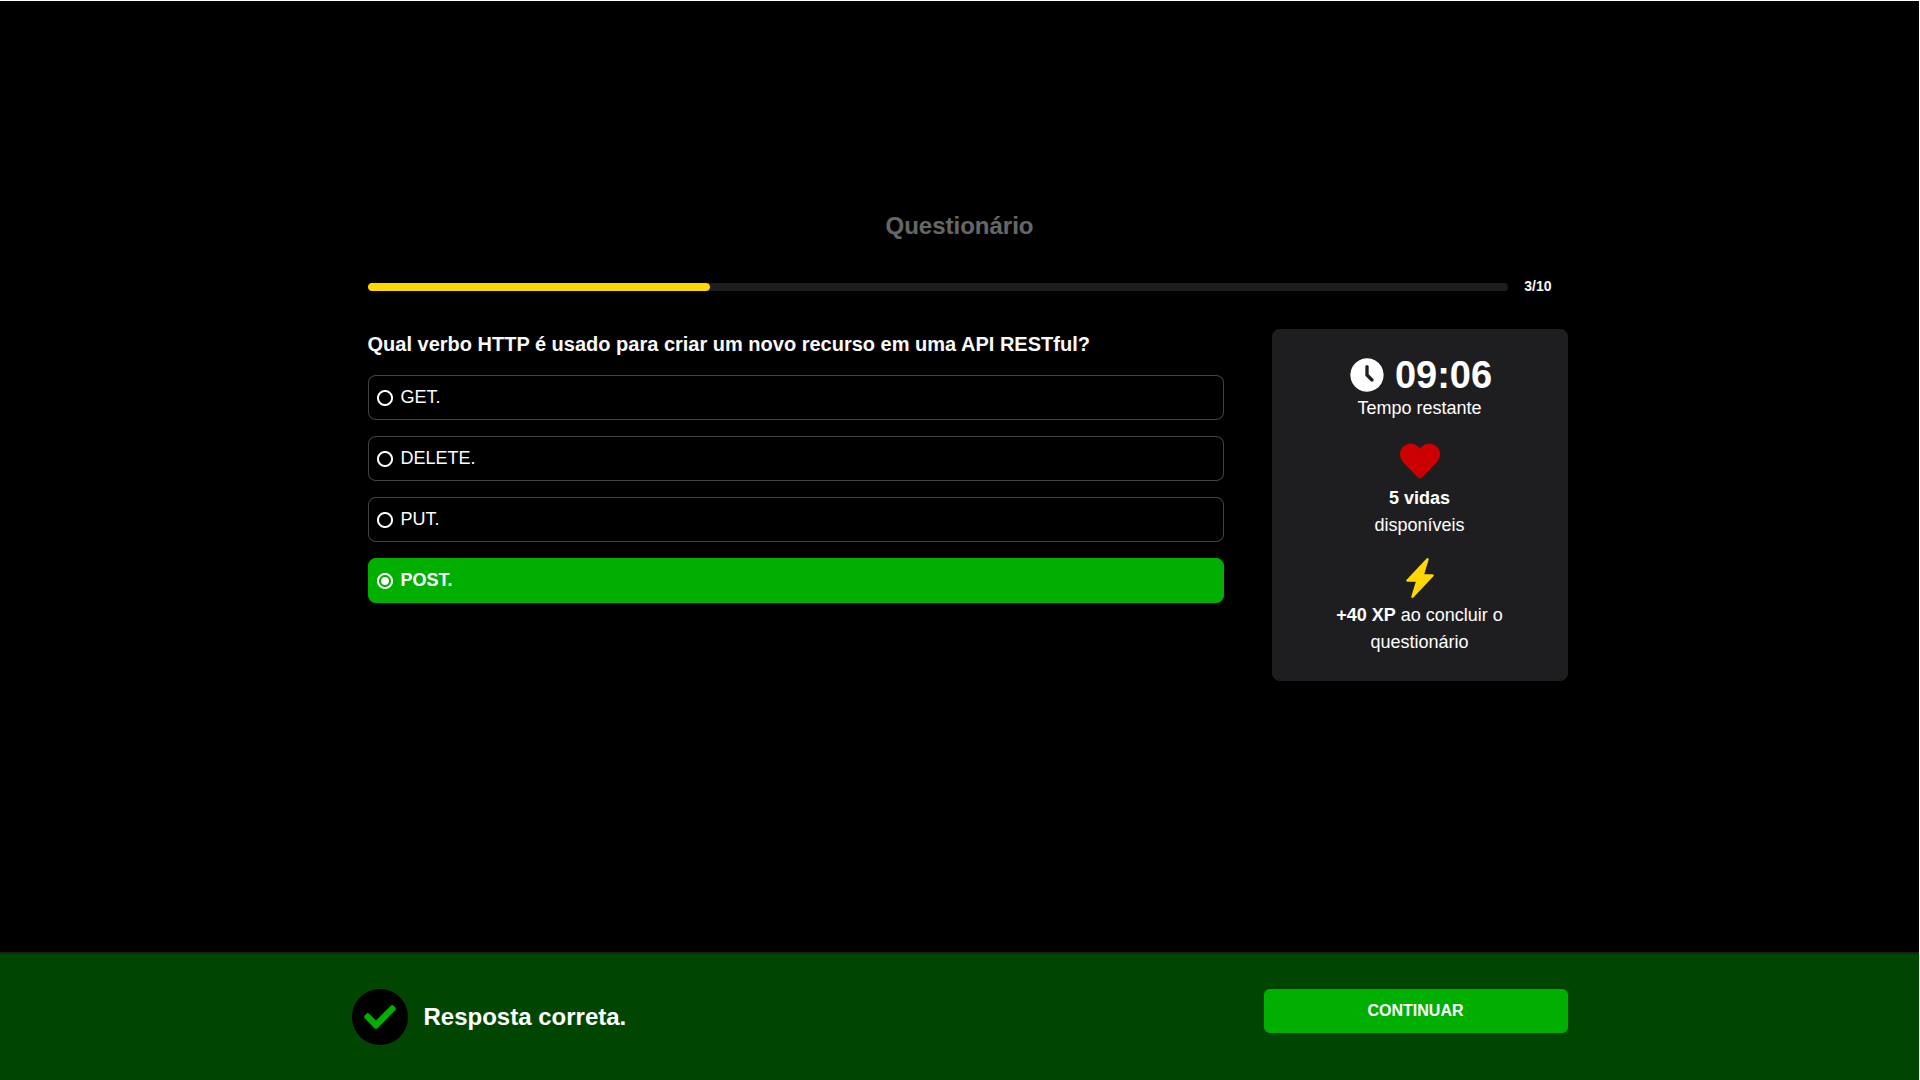 Questionário
3/10
Qual verbo HTTP é usado para criar um novo recurso em uma API RESTful?
GET.
DELETE.
PUT.
POST.
09:06
Tempo restante
5 vidas
disponíveis
+40 XP ao concluir o
questionário
Resposta correta.
CONTINUAR